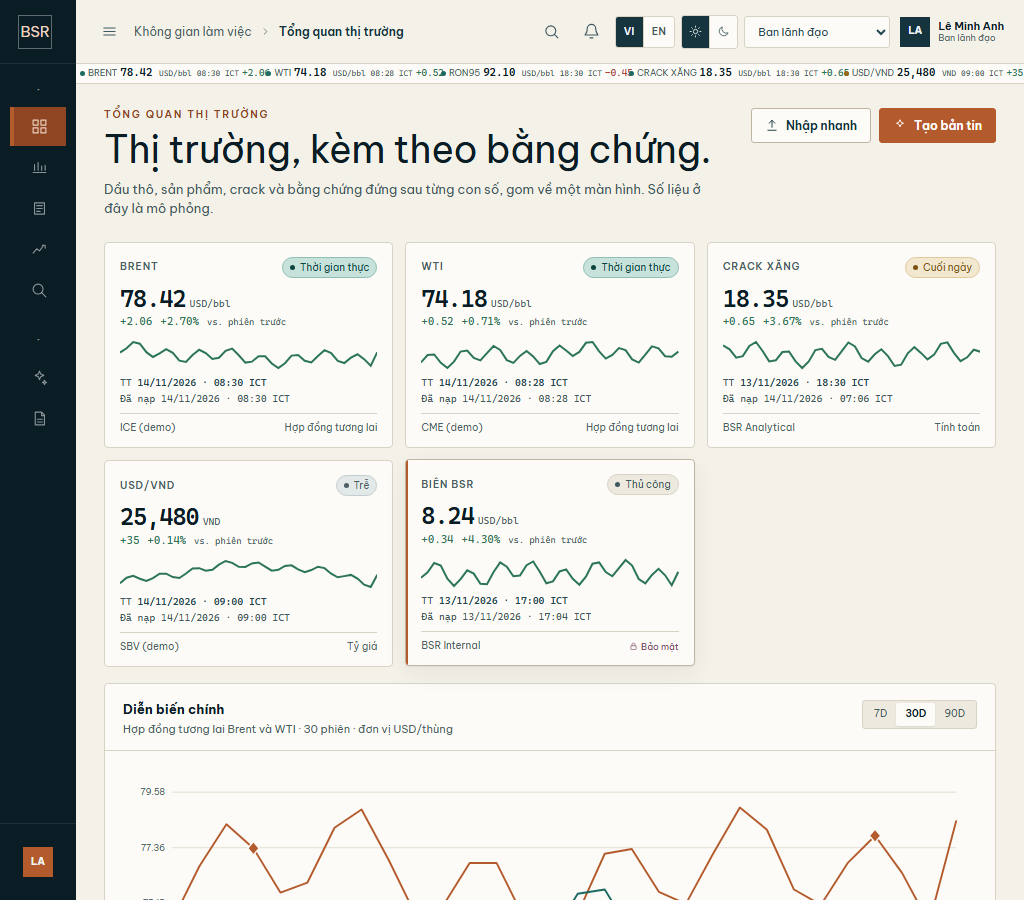 BSR
Không gian làm việc › Tổng quan thị trường
VI EN
Ban lãnh đạo
LA
Lê Minh Anh
Ban lãnh đạo
BRENT 78.42 USD/bbl 08:30 ICT +2.06
WTI 74.18 USD/bbl 08:28 ICT +0.52
RON95 92.10 USD/bbl 18:30 ICT −0.45
CRACK XĂNG 18.35 USD/bbl 18:30 ICT +0.65
USD/VND 25,480 VND 09:00 ICT +35
TỔNG QUAN THỊ TRƯỜNG
Thị trường, kèm theo bằng chứng.
Dầu thô, sản phẩm, crack và bằng chứng đứng sau từng con số, gom về một màn hình. Số liệu ở
đây là mô phỏng.
Nhập nhanh
Tạo bản tin
BRENT Thời gian thực
78.42 USD/bbl
+2.06 +2.70% vs. phiên trước
TT 14/11/2026 · 08:30 ICT
Đã nạp 14/11/2026 · 08:30 ICT
ICE (demo) Hợp đồng tương lai
WTI Thời gian thực
74.18 USD/bbl
+0.52 +0.71% vs. phiên trước
TT 14/11/2026 · 08:28 ICT
Đã nạp 14/11/2026 · 08:28 ICT
CME (demo) Hợp đồng tương lai
CRACK XĂNG Cuối ngày
18.35 USD/bbl
+0.65 +3.67% vs. phiên trước
TT 13/11/2026 · 18:30 ICT
Đã nạp 14/11/2026 · 07:06 ICT
BSR Analytical Tính toán
USD/VND Trễ
25,480 VND
+35 +0.14% vs. phiên trước
TT 14/11/2026 · 09:00 ICT
Đã nạp 14/11/2026 · 09:00 ICT
SBV (demo) Tỷ giá
BIÊN BSR Thủ công
8.24 USD/bbl
+0.34 +4.30% vs. phiên trước
TT 13/11/2026 · 17:00 ICT
Đã nạp 13/11/2026 · 17:04 ICT
BSR Internal Bảo mật
Diễn biến chính
Hợp đồng tương lai Brent và WTI · 30 phiên · đơn vị USD/thùng
7D 30D 90D
79.58
77.36
LA